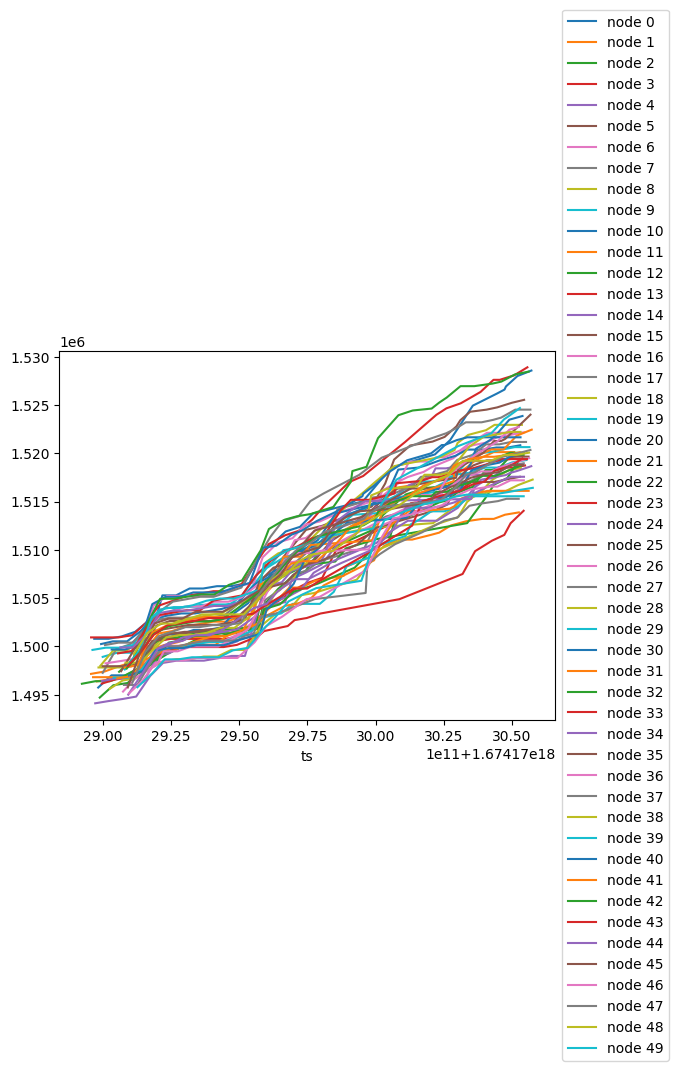 1e6
1.530
1.525
1.520
1.515
1.510
1.505
1.500
1.495
29.00 29.25 29.50 29.75 30.00 30.25 30.50
ts
1e11+1.67417e18
node 0
node 1
node 2
node 3
node 4
node 5
node 6
node 7
node 8
node 9
node 10
node 11
node 12
node 13
node 14
node 15
node 16
node 17
node 18
node 19
node 20
node 21
node 22
node 23
node 24
node 25
node 26
node 27
node 28
node 29
node 30
node 31
node 32
node 33
node 34
node 35
node 36
node 37
node 38
node 39
node 40
node 41
node 42
node 43
node 44
node 45
node 46
node 47
node 48
node 49